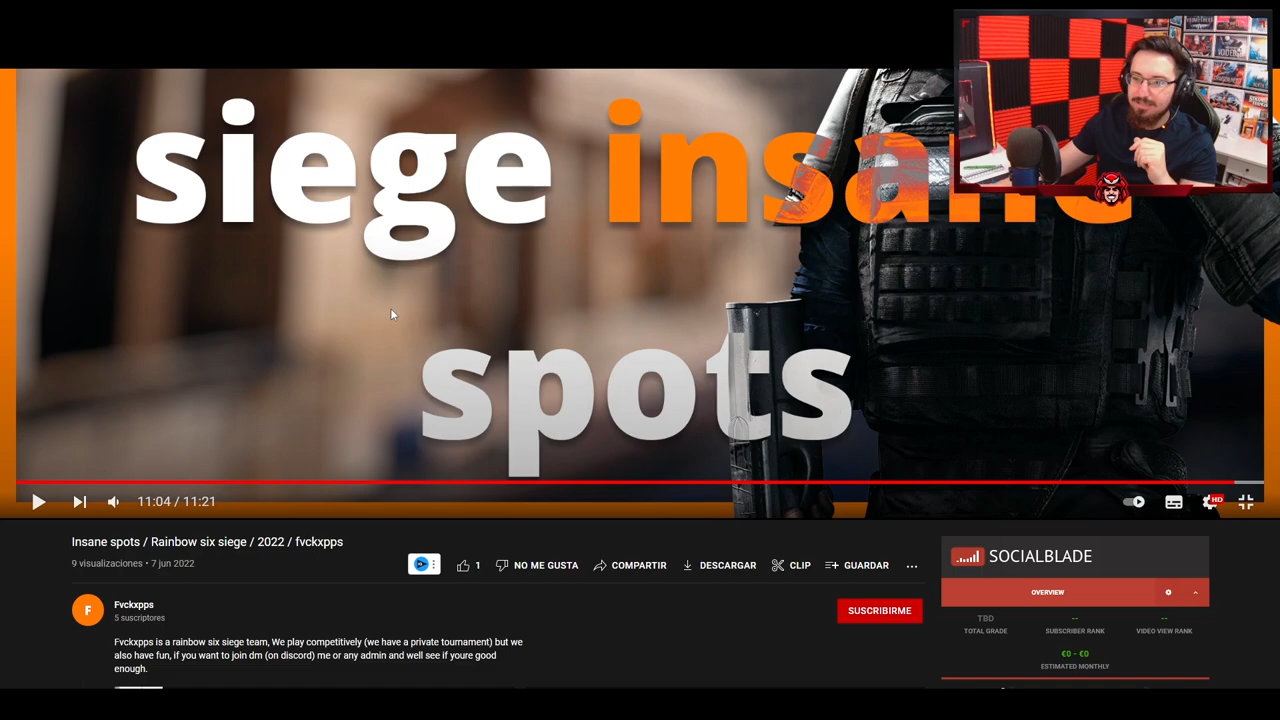 siege insane
spots
11:04 / 11:21
HD
Insane spots / Rainbow six siege / 2022 / fvckxpps
9 visualizaciones • 7 jun 2022
1
NO ME GUSTA
COMPARTIR
DESCARGAR
CLIP
GUARDAR
F
Fvckxpps
5 suscriptores
SUSCRIBIRME
Fvckxpps is a rainbow six siege team, We play competitively (we have a private tournament) but we
also have fun, if you want to join dm (on discord) me or any admin and well see if youre good
enough.
SOCIALBLADE
OVERVIEW
TBD
--
--
TOTAL GRADE
SUBSCRIBER RANK
VIDEO VIEW RANK
€0 - €0
ESTIMATED MONTHLY